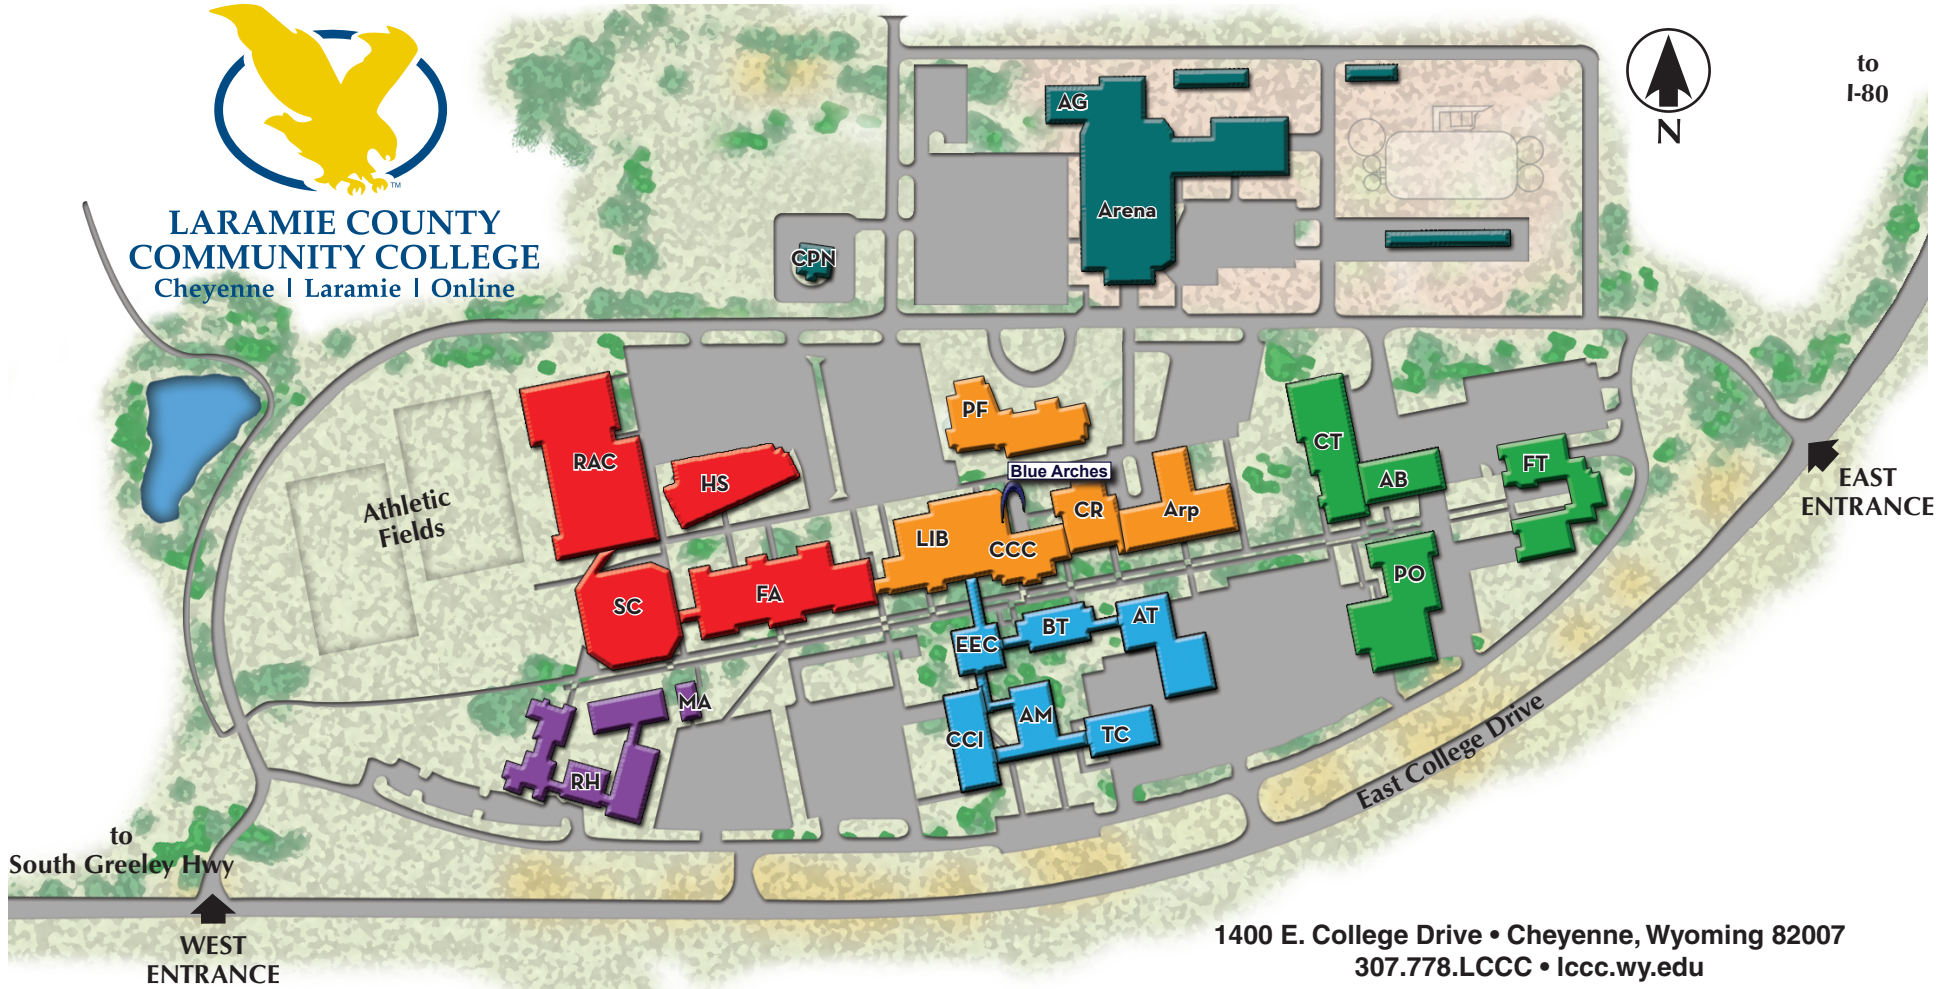 LARAMIE COUNTY
COMMUNITY COLLEGE
Cheyenne | Laramie | Online
TM
N
to
I-80
AG
Arena
CPN
PF
Blue Arches
RAC
HS
CT
AB
FT
EAST
ENTRANCE
Athletic
Fields
LIB
CCC
CR
Arp
SC
FA
PO
EEC
BT
AT
MA
RH
CCI
AM
TC
East College Drive
to
South Greeley Hwy
WEST
ENTRANCE
1400 E. College Drive • Cheyenne, Wyoming 82007
307.778.LCCC • lccc.wy.edu